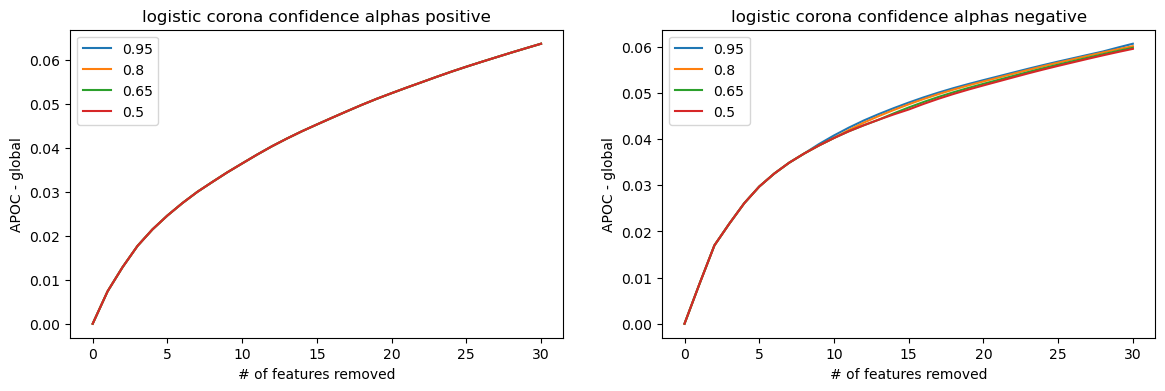 logistic corona confidence alphas positive
0.95
0.8
0.65
0.5
APOC - global
0.06
0.05
0.04
0.03
0.02
0.01
0.00
0 5 10 15 20 25 30
# of features removed
logistic corona confidence alphas negative
0.95
0.8
0.65
0.5
APOC - global
0.06
0.05
0.04
0.03
0.02
0.01
0.00
0 5 10 15 20 25 30
# of features removed